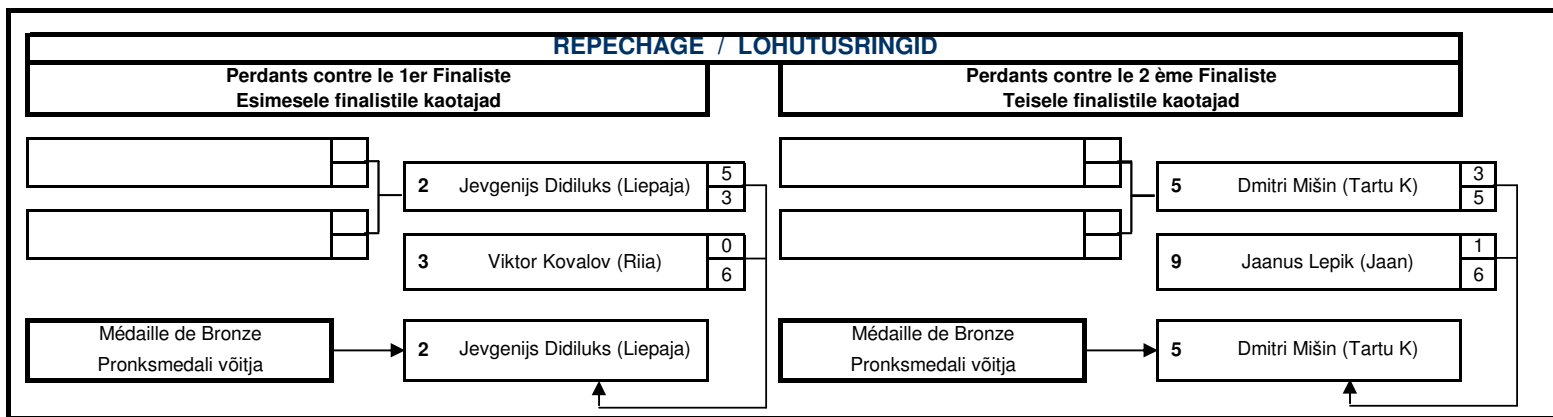 REPECHAGE / LOHUTUSRINGID
Perdants contre le 1er Finaliste
Esimesele finalistile kaotajad
Perdants contre le 2 ème Finaliste
Teisele finalistile kaotajad
2 Jevgenijs Didiluks (Liepaja) 5
3
3 Viktor Kovalov (Riia) 0
6
5 Dmitri Mišin (Tartu K) 3
5
9 Jaanus Lepik (Jaan) 1
6
Médaille de Bronze
Pronksmedali võitja
2 Jevgenijs Didiluks (Liepaja)
Médaille de Bronze
Pronksmedali võitja
5 Dmitri Mišin (Tartu K)